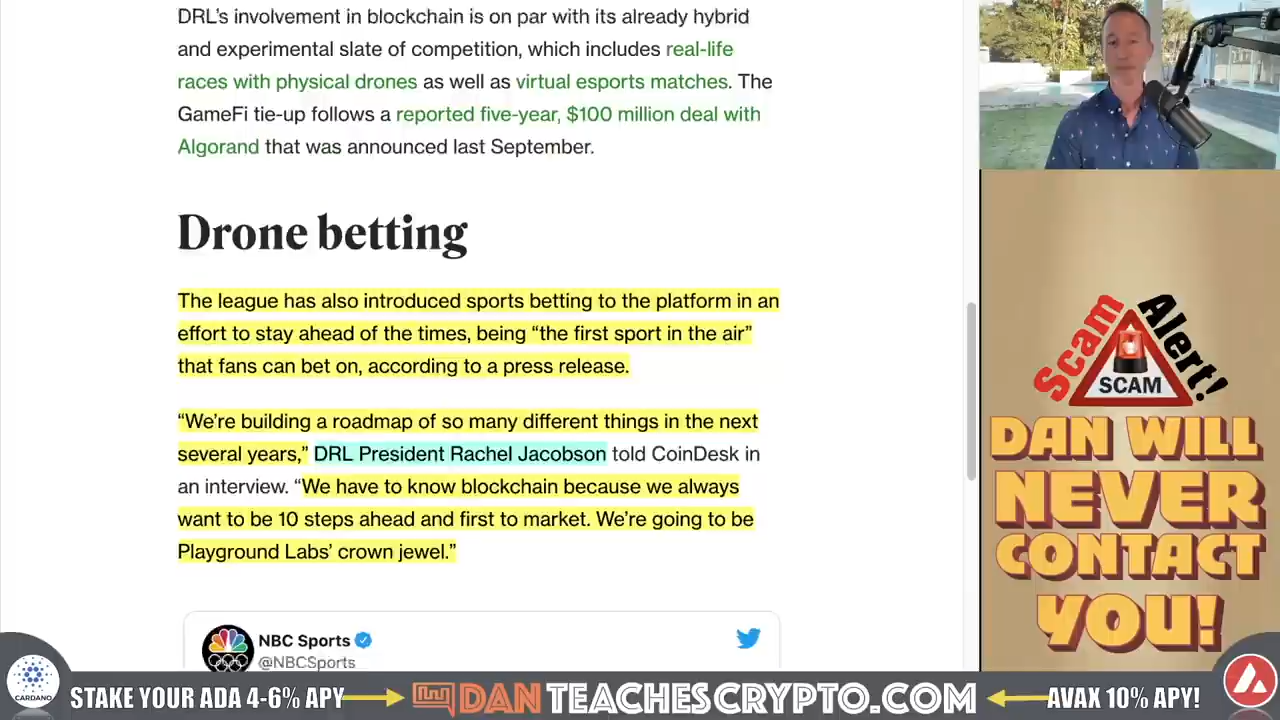 DRL’s involvement in blockchain is on par with its already hybrid
and experimental slate of competition, which includes real-life
races with physical drones as well as virtual esports matches. The
GameFi tie-up follows a reported five-year, $100 million deal with
Algorand that was announced last September.
Drone betting
The league has also introduced sports betting to the platform in an
effort to stay ahead of the times, being “the first sport in the air”
that fans can bet on, according to a press release.
“We’re building a roadmap of so many different things in the next
several years,” DRL President Rachel Jacobson told CoinDesk in
an interview. “We have to know blockchain because we always
want to be 10 steps ahead and first to market. We’re going to be
Playground Labs’ crown jewel.”
NBC Sports
@NBCSports
Scam Alert!
SCAM
DAN WILL
NEVER
CONTACT
YOU!
CARDANO
STAKE YOUR ADA 4-6% APY
DANTEACHESCRYPTO.COM
AVAX 10% APY!